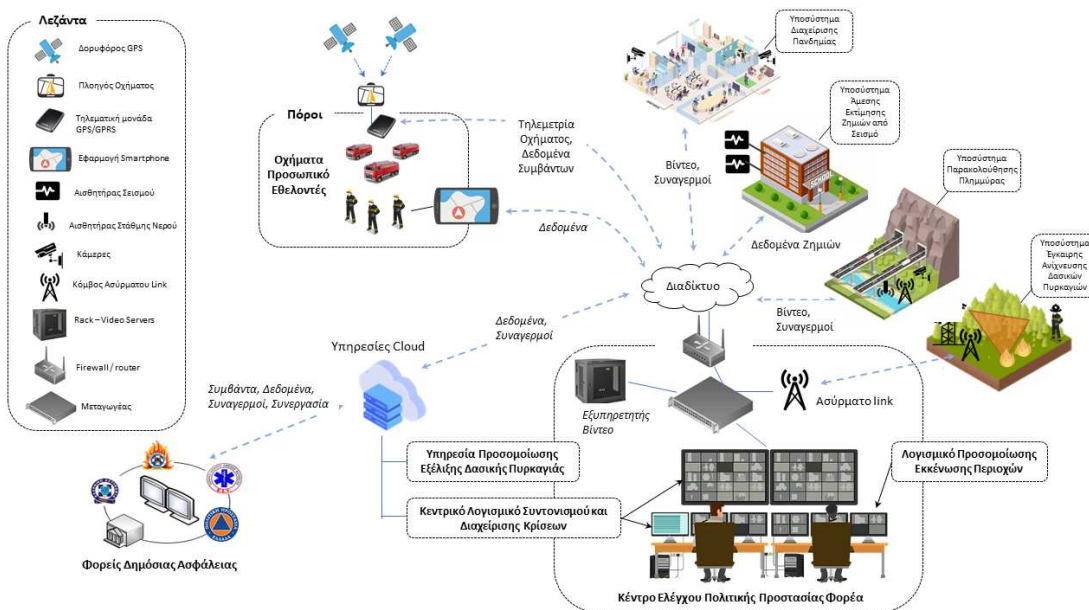 Λεζάντα
Δορυφόρος GPS
Πλοηγός Οχήματος
Τηλεματική μονάδα
GPS/GPRS
Εφαρμογή Smartphone
Αισθητήρας Σεισμού
Αισθητήρας Στάθμης Νερού
Κάμερες
Κόμβος Ασύρματου Link
Rack – Video Servers
Firewall / router
Μεταγωγέας
Πόροι
Οχήματα
Προσωπικό
Εθελοντές
Τηλεμετρία
Οχήματος,
Δεδομένα
Συμβάντων
Δεδομένα
Βίντεο,
Συναγερμοί
Υποσύστημα
Διαχείρισης
Πανδημίας
Υποσύστημα
Άμεσης
Εκτίμησης
Ζημιών από
Σεισμό
SCHOOL
Δεδομένα Ζημιών
Υποσύστημα
Παρακολούθησης
Πλημμύρας
Υποσύστημα
Έγκαιρης
Ανίχνευσης
Δασικών
Πυρκαγιών
Διαδίκτυο
Βίντεο,
Συναγερμοί
Δεδομένα,
Συναγερμοί
Υπηρεσίες Cloud
Συμβάντα, Δεδομένα,
Συναγερμοί, Συνεργασία
Εξυπηρετητής
Βίντεο
Ασύρματο link
Υπηρεσία Προσομοίωσης
Εξέλιξης Δασικής Πυρκαγιάς
Κεντρικό Λογισμικό Συντονισμού και
Διαχείρισης Κρίσεων
Λογισμικό Προσομοίωσης
Εκκένωσης Περιοχών
Φορείς Δημόσιας Ασφάλειας
Κέντρο Ελέγχου Πολιτικής Προστασίας Φορέα